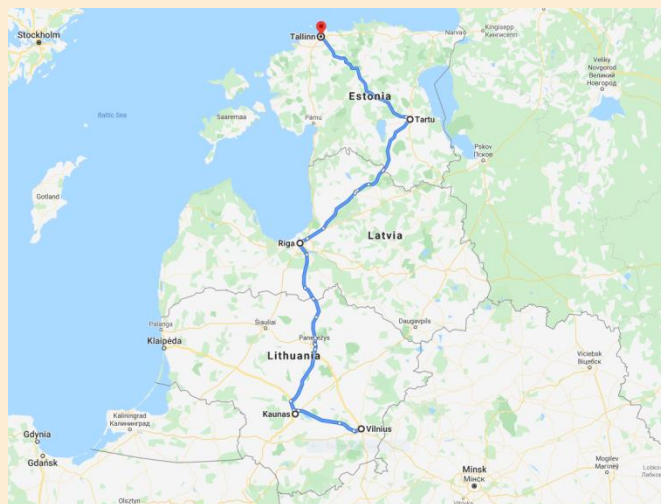 Stockholm
Tallinn
Narva
Kingisepp
Кингисепп
Estonia
Veliky
Novgorod
Великий
Новгород
Baltic Sea
Saaremaa
Pärnu
Tartu
Pskov
Псков
Gotland
Riga
Latvia
Palanga
Šiauliai
Daugavpils
Klaipėda
Panevėžys
Lithuania
Viciebsk
Віцебск
Kaliningrad
Калининград
Kaunas
Vilnius
Gdynia
Gdańsk
Minsk
Мінск
Mogilev
Магілёў
Olsztyn